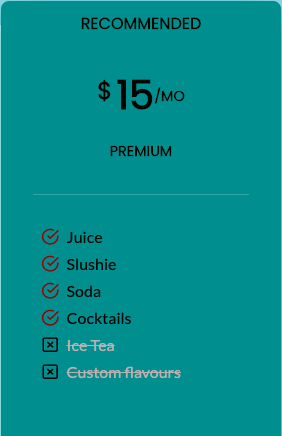 RECOMMENDED
$15/MO
PREMIUM
Juice
Slushie
Soda
Cocktails
Ice Tea
Custom flavours